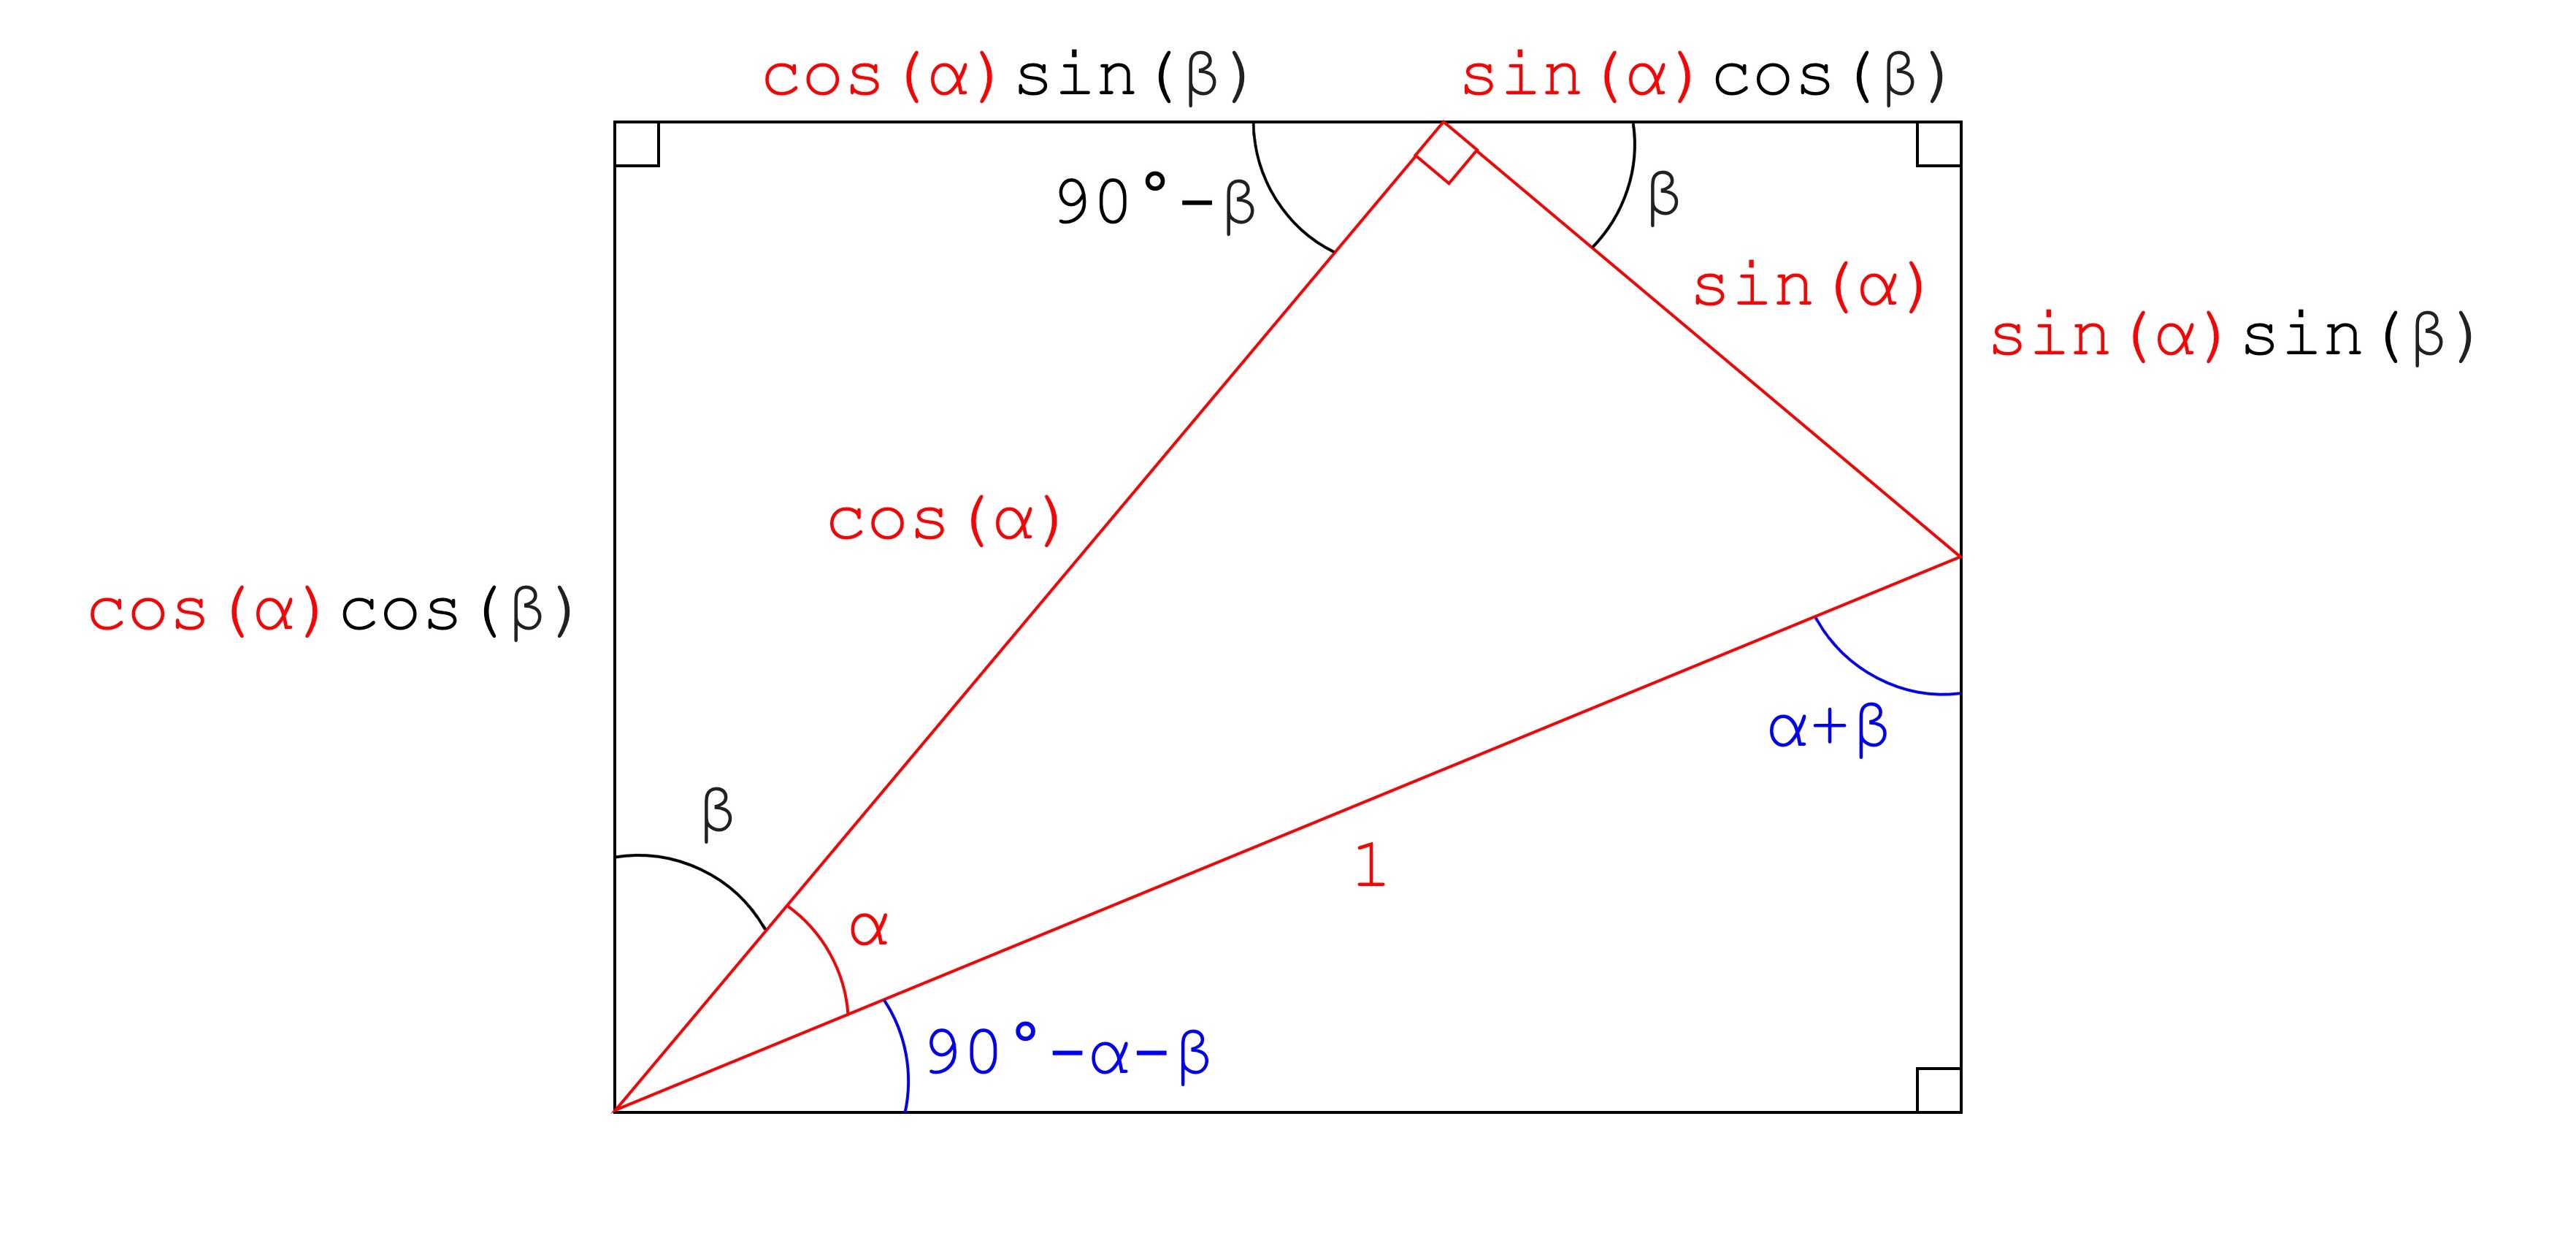 cos(α)sin(β)
sin(α)cos(β)
90°-β
β
sin(α)
sin(α)sin(β)
cos(α)
cos(α)cos(β)
α+β
β
1
α
90°-α-β